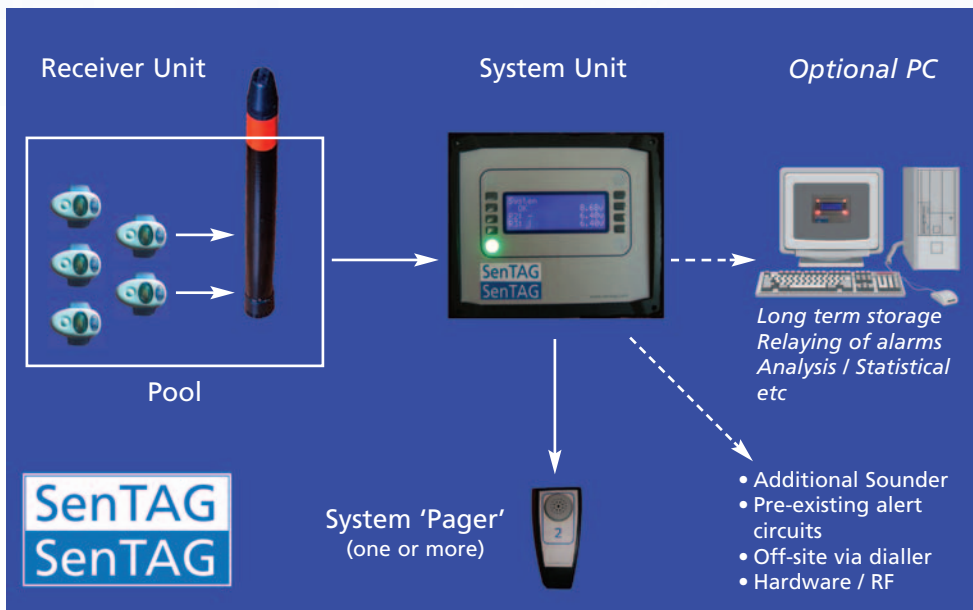 Receiver Unit
System Unit
Optional PC
SenTAG
SenTAG
Long term storage
Relaying of alarms
Analysis / Statistical
etc
Pool
SenTAG
SenTAG
System ‘Pager’
(one or more)
2
• Additional Sounder
• Pre-existing alert
circuits
• Off-site via dialler
• Hardware / RF